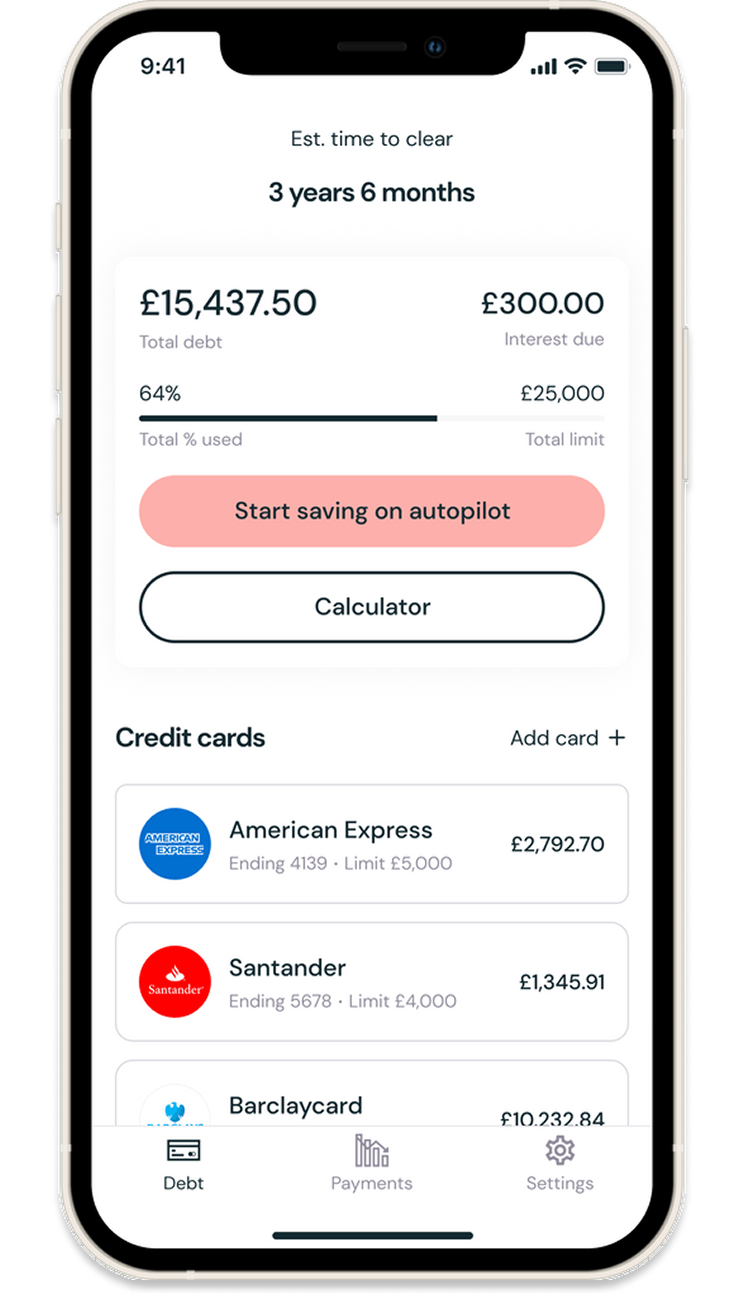 9:41
Est. time to clear
3 years 6 months
£15,437.50 £300.00
Total debt Interest due
64% £25,000
Total % used Total limit
Start saving on autopilot
Calculator
Credit cards Add card +
AMERICAN
EXPRESS
American Express
Ending 4139 · Limit £5,000
£2,792.70
Santander
Santander
Ending 5678 · Limit £4,000
£1,345.91
Barclaycard
£10,232.84
Debt Payments Settings